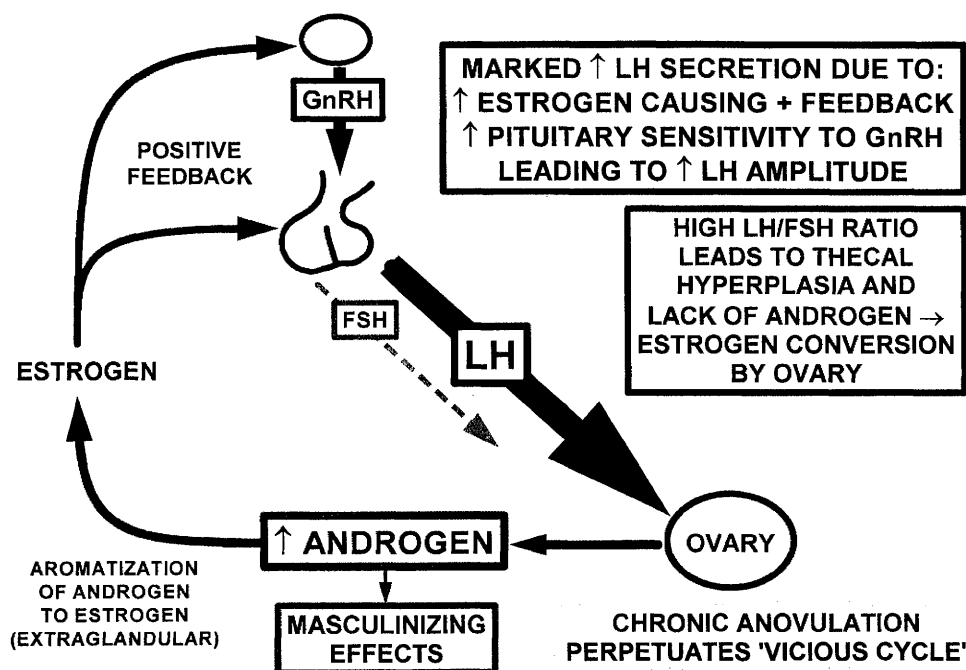 GnRH
MARKED ↑ LH SECRETION DUE TO:
↑ ESTROGEN CAUSING + FEEDBACK
↑ PITUITARY SENSITIVITY TO GnRH
LEADING TO ↑ LH AMPLITUDE
POSITIVE
FEEDBACK
HIGH LH/FSH RATIO
LEADS TO THECAL
HYPERPLASIA AND
LACK OF ANDROGEN →
ESTROGEN CONVERSION
BY OVARY
FSH
LH
ESTROGEN
↑ ANDROGEN
OVARY
AROMATIZATION
OF ANDROGEN
TO ESTROGEN
(EXTRAGLANDULAR)
MASCULINIZING
EFFECTS
CHRONIC ANOVULATION
PERPETUATES 'VICIOUS CYCLE'